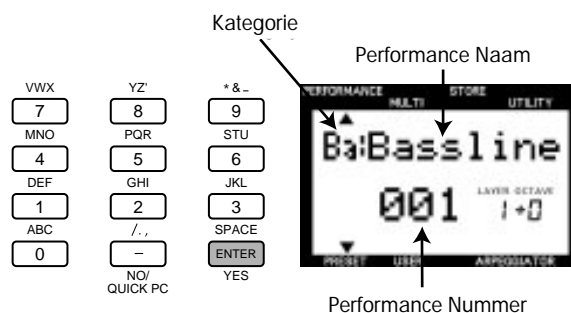 Kategorie
Performance Naam
VWX YZ' *&_
7 8 9
MNO PQR STU
4 5 6
DEF GHI JKL
1 2 3
ABC /., SPACE
0 – ENTER
NO/ YES
QUICK PC
PERFORMANCE STORE
MULTI UTILITY
Ba:Bassline
LAYER OCTAVE
001 1+0
PRESET USER ARPEGGIATOR
Performance Nummer